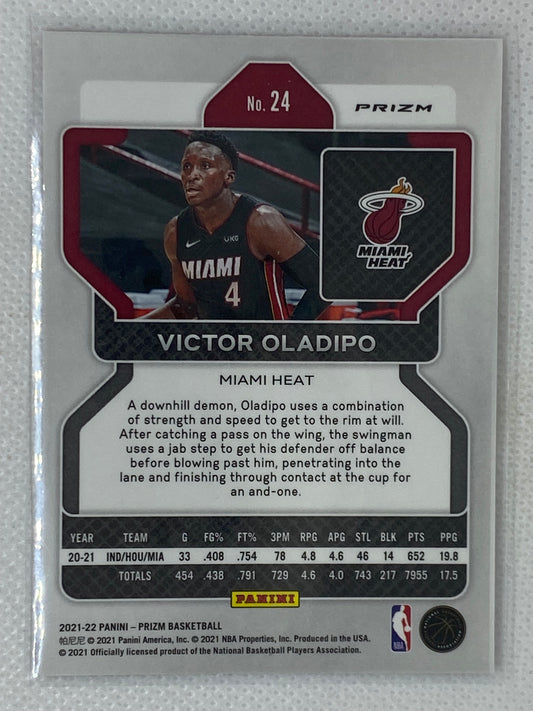 No. 24
PRIZM
UKG
MIAMI
4
MIAMI
HEAT
VICTOR OLADIPO
MIAMI HEAT
A downhill demon, Oladipo uses a combination
of strength and speed to get to the rim at will.
After catching a pass on the wing, the swingman
uses a jab step to get his defender off balance
before blowing past him, penetrating into the
lane and finishing through contact at the cup for
an and-one.
YEAR TEAM G FG% FT% 3PM RPG APG STL BLK PTS PPG
20-21 IND/HOU/MIA 33 .408 .754 78 4.8 4.6 46 14 652 19.8
TOTALS 454 .438 .791 729 4.6 4.0 743 217 7955 17.5
PANINI
2021-22 PANINI – PRIZM BASKETBALL
帕尼尼 © 2021 Panini America, Inc. © 2021 NBA Properties, Inc. Produced in the USA.
© 2021 Officially licensed product of the National Basketball Players Association.
NBA